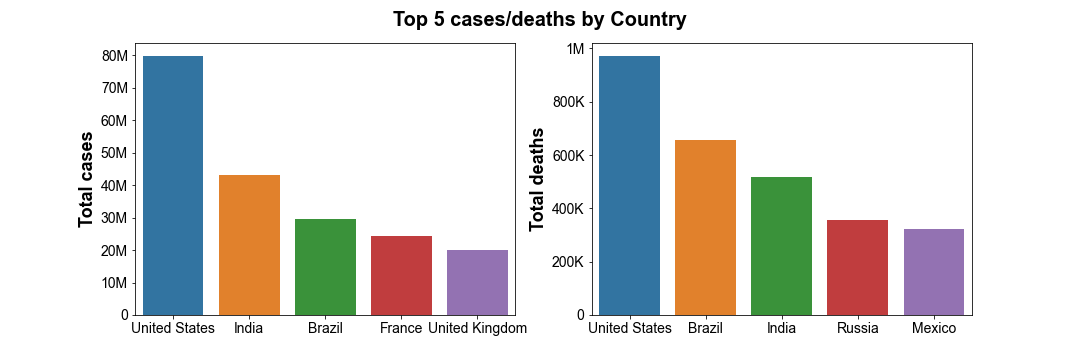 Top 5 cases/deaths by Country
Total cases
80M
70M
60M
50M
40M
30M
20M
10M
0
United States India Brazil France United Kingdom
Total deaths
1M
800K
600K
400K
200K
0
United States Brazil India Russia Mexico